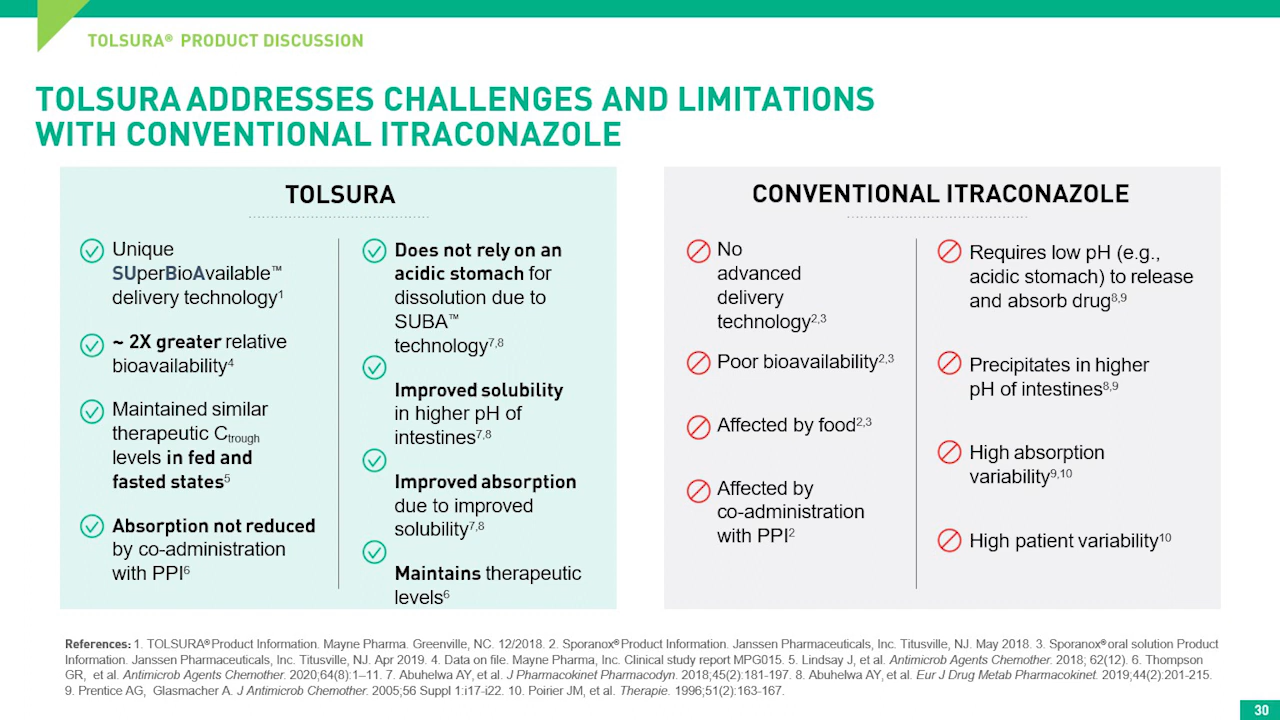 TOLSURA® PRODUCT DISCUSSION
TOLSURA ADDRESSES CHALLENGES AND LIMITATIONS
WITH CONVENTIONAL ITRACONAZOLE
TOLSURA
Unique
SUperBioAvailable™
delivery technology1
~ 2X greater relative
bioavailability4
Maintained similar
therapeutic Ctrough
levels in fed and
fasted states5
Absorption not reduced
by co-administration
with PPI6
Does not rely on an
acidic stomach for
dissolution due to
SUBA™
technology7,8
Improved solubility
in higher pH of
intestines7,8
Improved absorption
due to improved
solubility7,8
Maintains therapeutic
levels6
CONVENTIONAL ITRACONAZOLE
No
advanced
delivery
technology2,3
Poor bioavailability2,3
Affected by food2,3
Affected by
co-administration
with PPI2
Requires low pH (e.g.,
acidic stomach) to release
and absorb drug8,9
Precipitates in higher
pH of intestines8,9
High absorption
variability9,10
High patient variability10
References: 1. TOLSURA® Product Information. Mayne Pharma. Greenville, NC. 12/2018. 2. Sporanox® Product Information. Janssen Pharmaceuticals, Inc. Titusville, NJ. May 2018. 3. Sporanox® oral solution Product
Information. Janssen Pharmaceuticals, Inc. Titusville, NJ. Apr 2019. 4. Data on file. Mayne Pharma, Inc. Clinical study report MPG015. 5. Lindsay J, et al. Antimicrob Agents Chemother. 2018; 62(12). 6. Thompson
GR, et al. Antimicrob Agents Chemother. 2020;64(8):1–11. 7. Abuhelwa AY, et al. J Pharmacokinet Pharmacodyn. 2018;45(2):181-197. 8. Abuhelwa AY, et al. Eur J Drug Metab Pharmacokinet. 2019;44(2):201-215.
9. Prentice AG, Glasmacher A. J Antimicrob Chemother. 2005;56 Suppl 1:i17-i22. 10. Poirier JM, et al. Therapie. 1996;51(2):163-167.
30